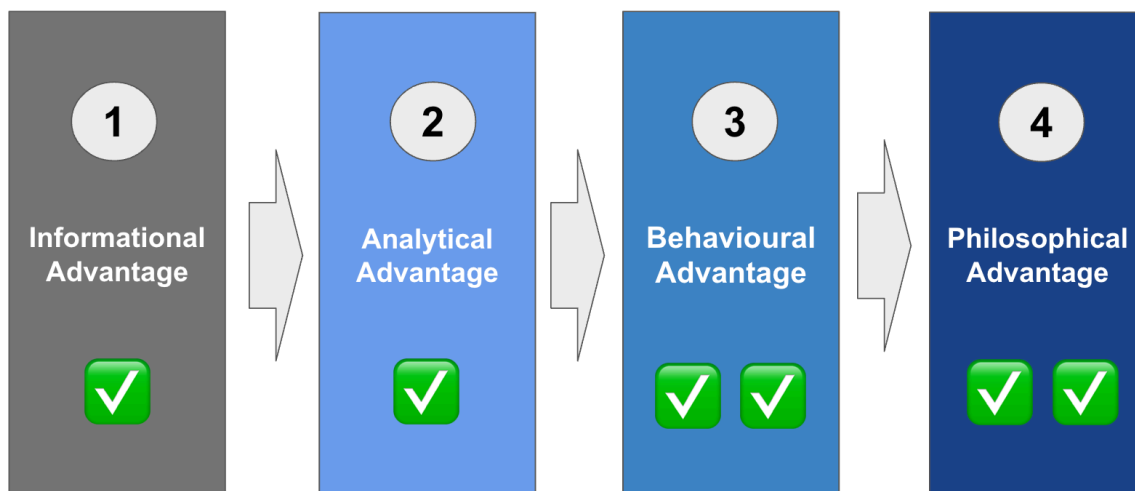 1
Informational
Advantage
2
Analytical
Advantage
3
Behavioural
Advantage
4
Philosophical
Advantage